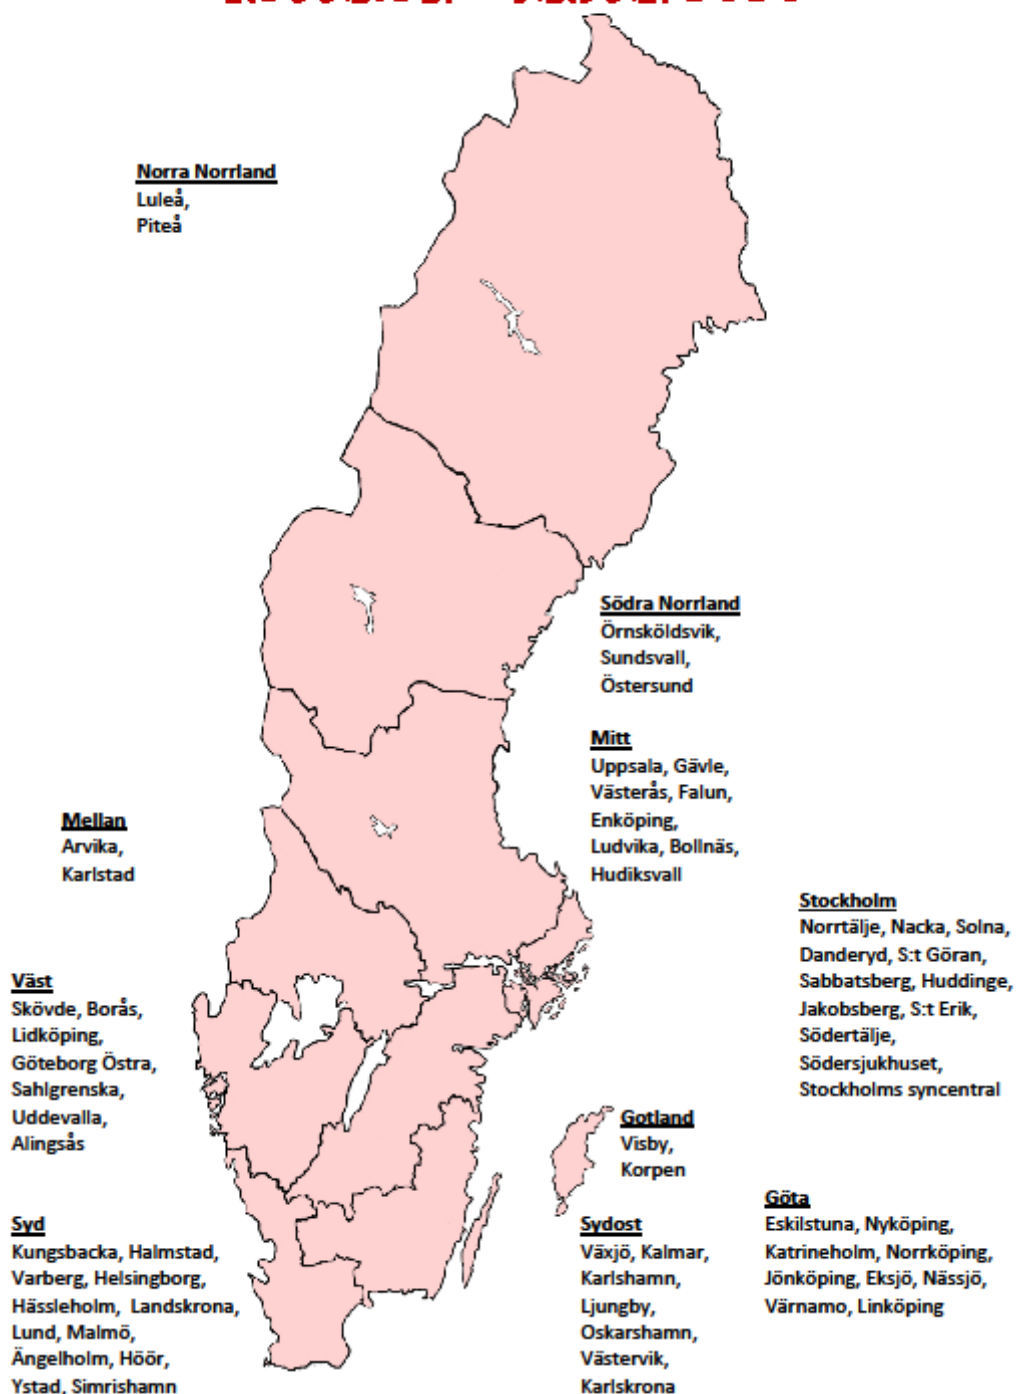 Norra Norrland
Luleå,
Piteå
Södra Norrland
Örnsköldsvik,
Sundsvall,
Östersund
Mitt
Uppsala, Gävle,
Västerås, Falun,
Enköping,
Ludvika, Bollnäs,
Hudiksvall
Mellan
Arvika,
Karlstad
Stockholm
Norrtälje, Nacka, Solna,
Danderyd, S:t Göran,
Sabbatsberg, Huddinge,
Jakobsberg, S:t Erik,
Södertälje,
Södersjukhuset,
Stockholms syncentral
Väst
Skövde, Borås,
Lidköping,
Göteborg Östra,
Sahlgrenska,
Uddevalla,
Alingsås
Gotland
Visby,
Korpen
Syd
Kungsbacka, Halmstad,
Varberg, Helsingborg,
Hässleholm, Landskrona,
Lund, Malmö,
Ängelholm, Höör,
Ystad, Simrishamn
Sydost
Växjö, Kalmar,
Karlshamn,
Ljungby,
Oskarshamn,
Västervik,
Karlskrona
Göta
Eskilstuna, Nyköping,
Katrineholm, Norrköping,
Jönköping, Eksjö, Nässjö,
Värnamo, Linköping